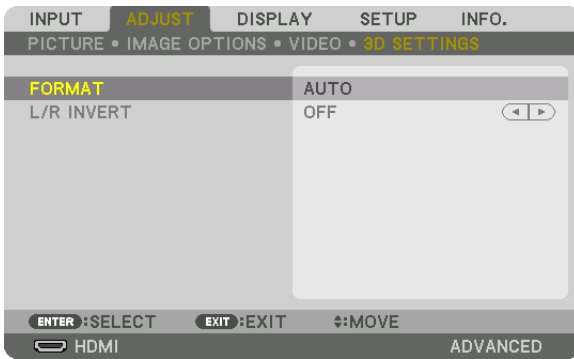 INPUT ADJUST DISPLAY SETUP INFO.
PICTURE • IMAGE OPTIONS • VIDEO • 3D SETTINGS
FORMAT AUTO
L/R INVERT OFF
ENTER :SELECT EXIT :EXIT :MOVE
HDMI ADVANCED